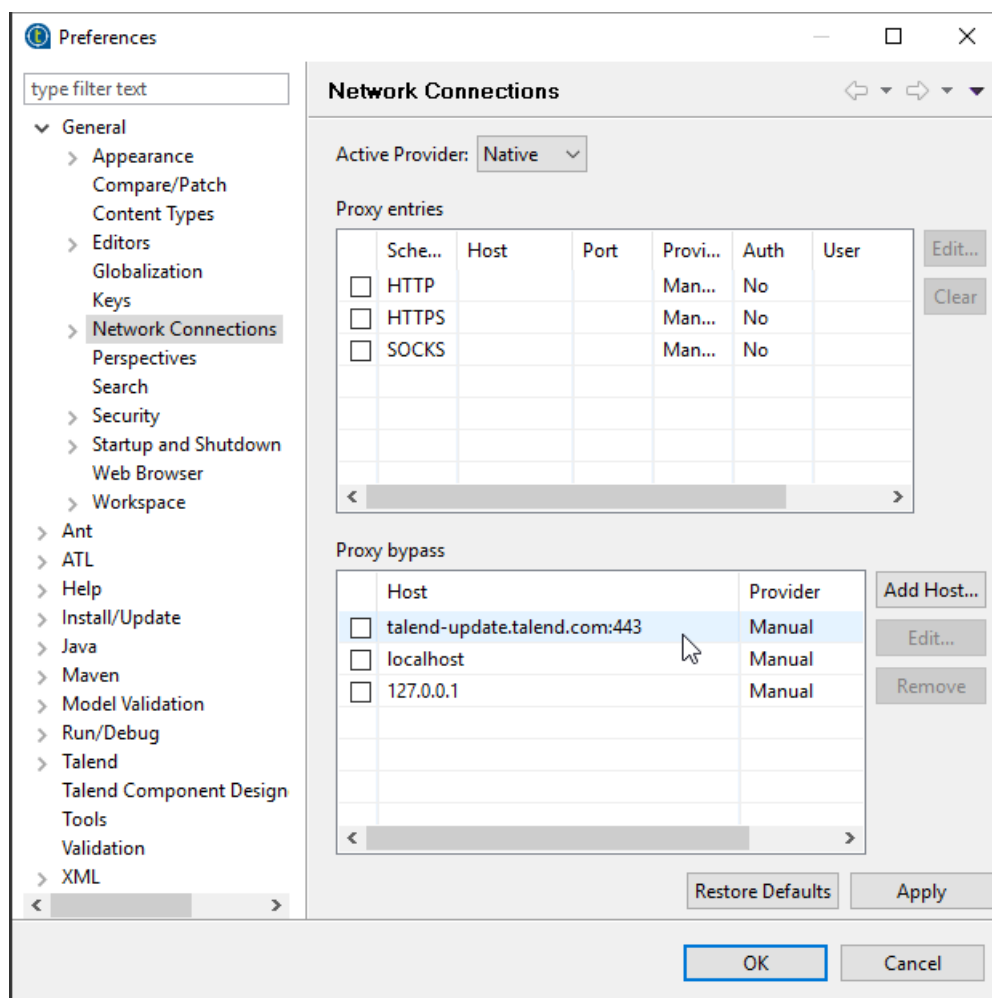 Preferences
type filter text
General
Appearance
Compare/Patch
Content Types
Editors
Globalization
Keys
Network Connections
Perspectives
Search
Security
Startup and Shutdown
Web Browser
Workspace
Ant
ATL
Help
Install/Update
Java
Maven
Model Validation
Run/Debug
Talend
Talend Component Design
Tools
Validation
XML
Network Connections
Active Provider: Native
Proxy entries
Sche... Host Port Provi... Auth User
HTTP Man... No
HTTPS Man... No
SOCKS Man... No
Edit...
Clear
Proxy bypass
Host Provider
talend-update.talend.com:443 Manual
localhost Manual
127.0.0.1 Manual
Add Host...
Edit...
Remove
Restore Defaults Apply
OK Cancel